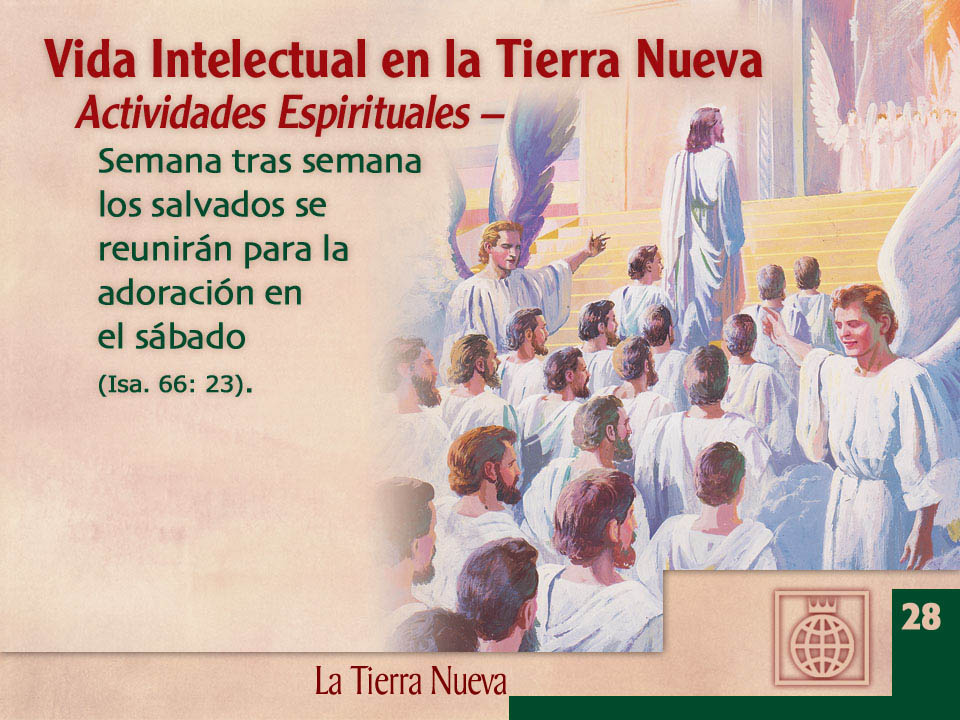 Vida Intelectual en la Tierra Nueva
Actividades Espirituales –
Semana tras semana
los salvados se
reunirán para la
adoración en
el sábado
(Isa. 66: 23).
28
La Tierra Nueva